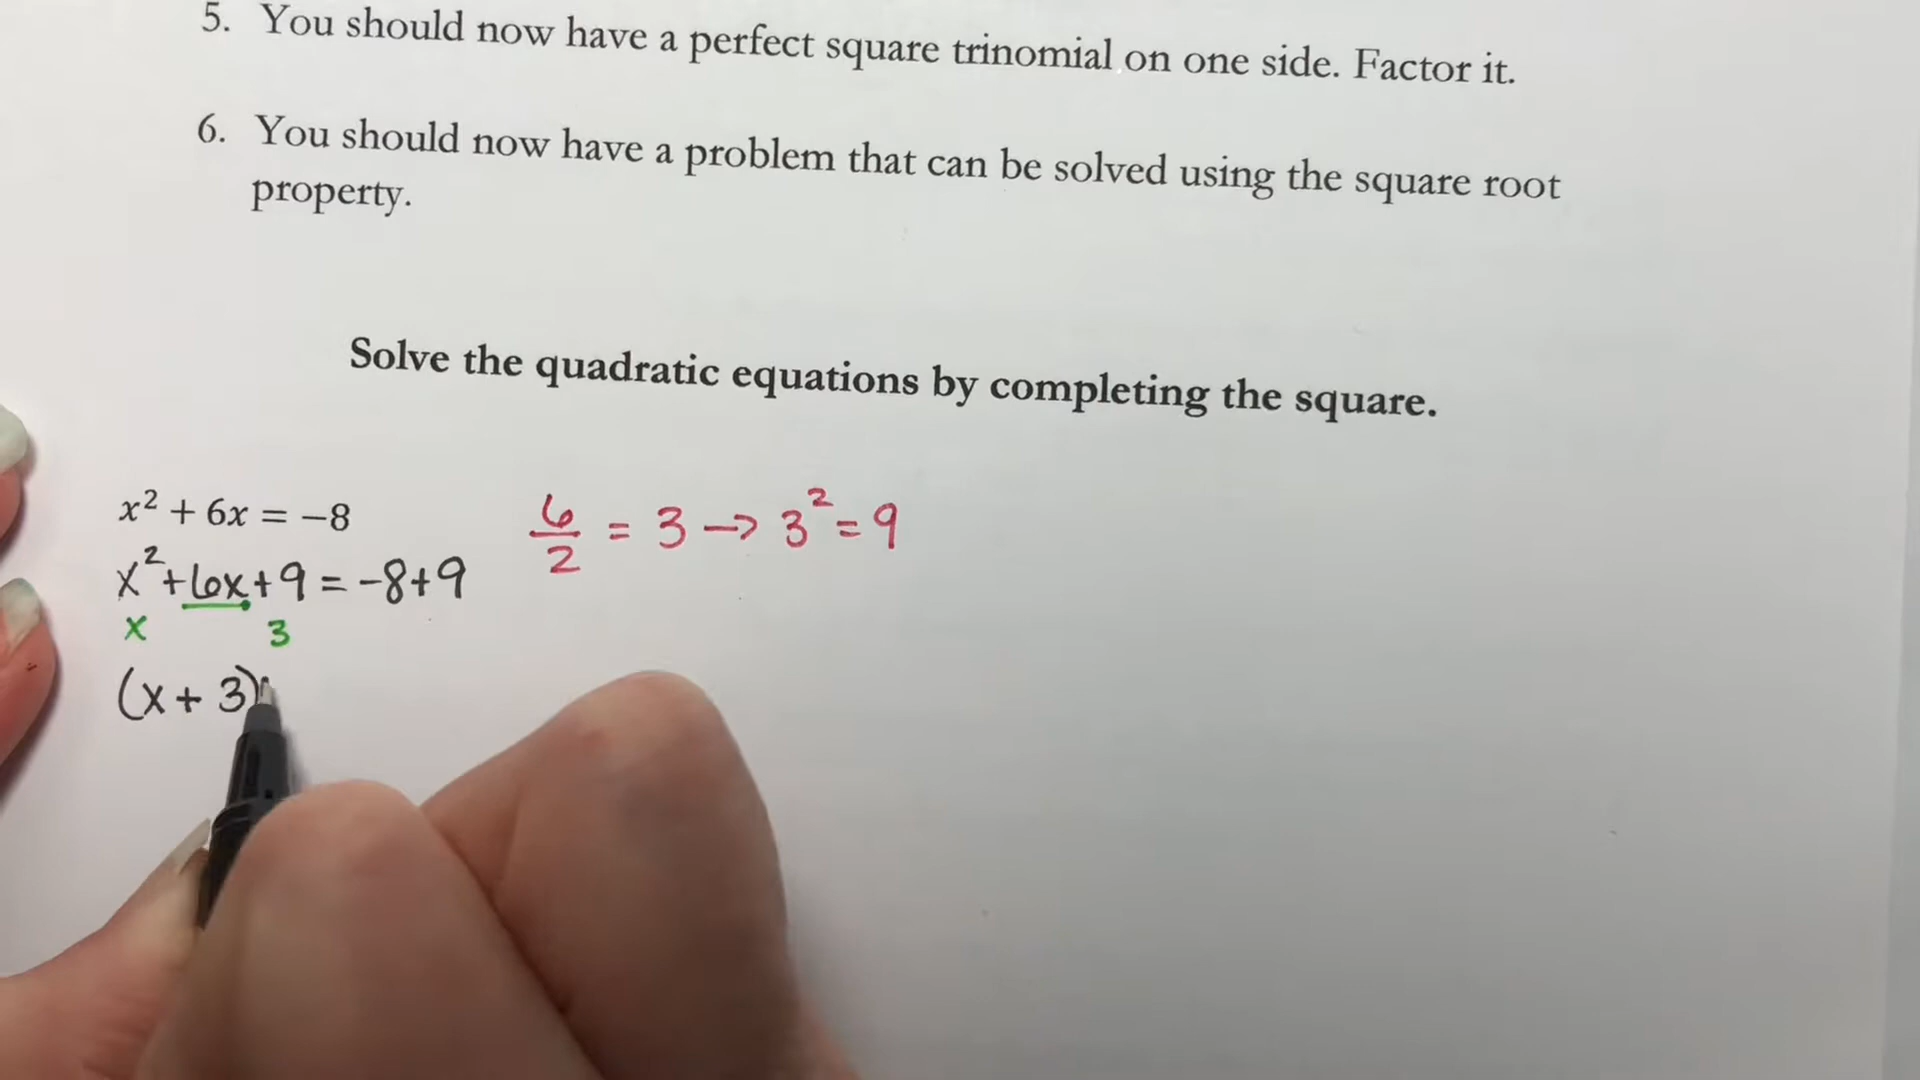 5. You should now have a perfect square trinomial on one side. Factor it.
6. You should now have a problem that can be solved using the square root
property.
Solve the quadratic equations by completing the square.
x² + 6x = −8
6/2 = 3 → 3² = 9
x² + 6x + 9 = -8 + 9
x 3
(x + 3)